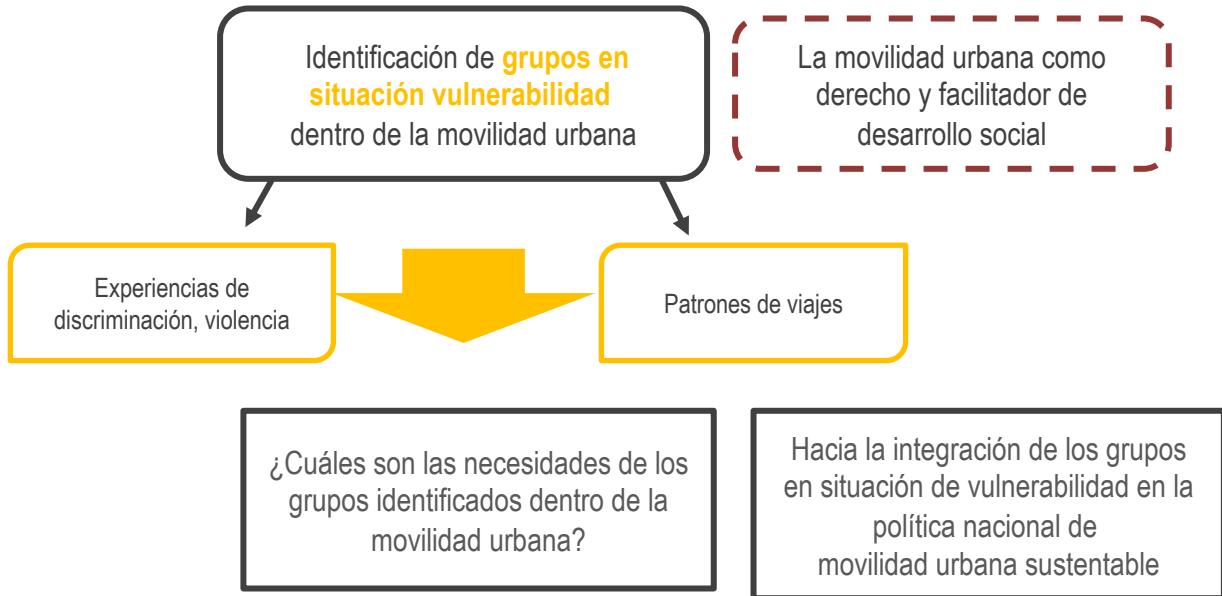 Identificación de grupos en
situación vulnerabilidad
dentro de la movilidad urbana
La movilidad urbana como
derecho y facilitador de
desarrollo social
Experiencias de
discriminación, violencia
Patrones de viajes
¿Cuáles son las necesidades de los
grupos identificados dentro de la
movilidad urbana?
Hacia la integración de los grupos
en situación de vulnerabilidad en la
política nacional de
movilidad urbana sustentable